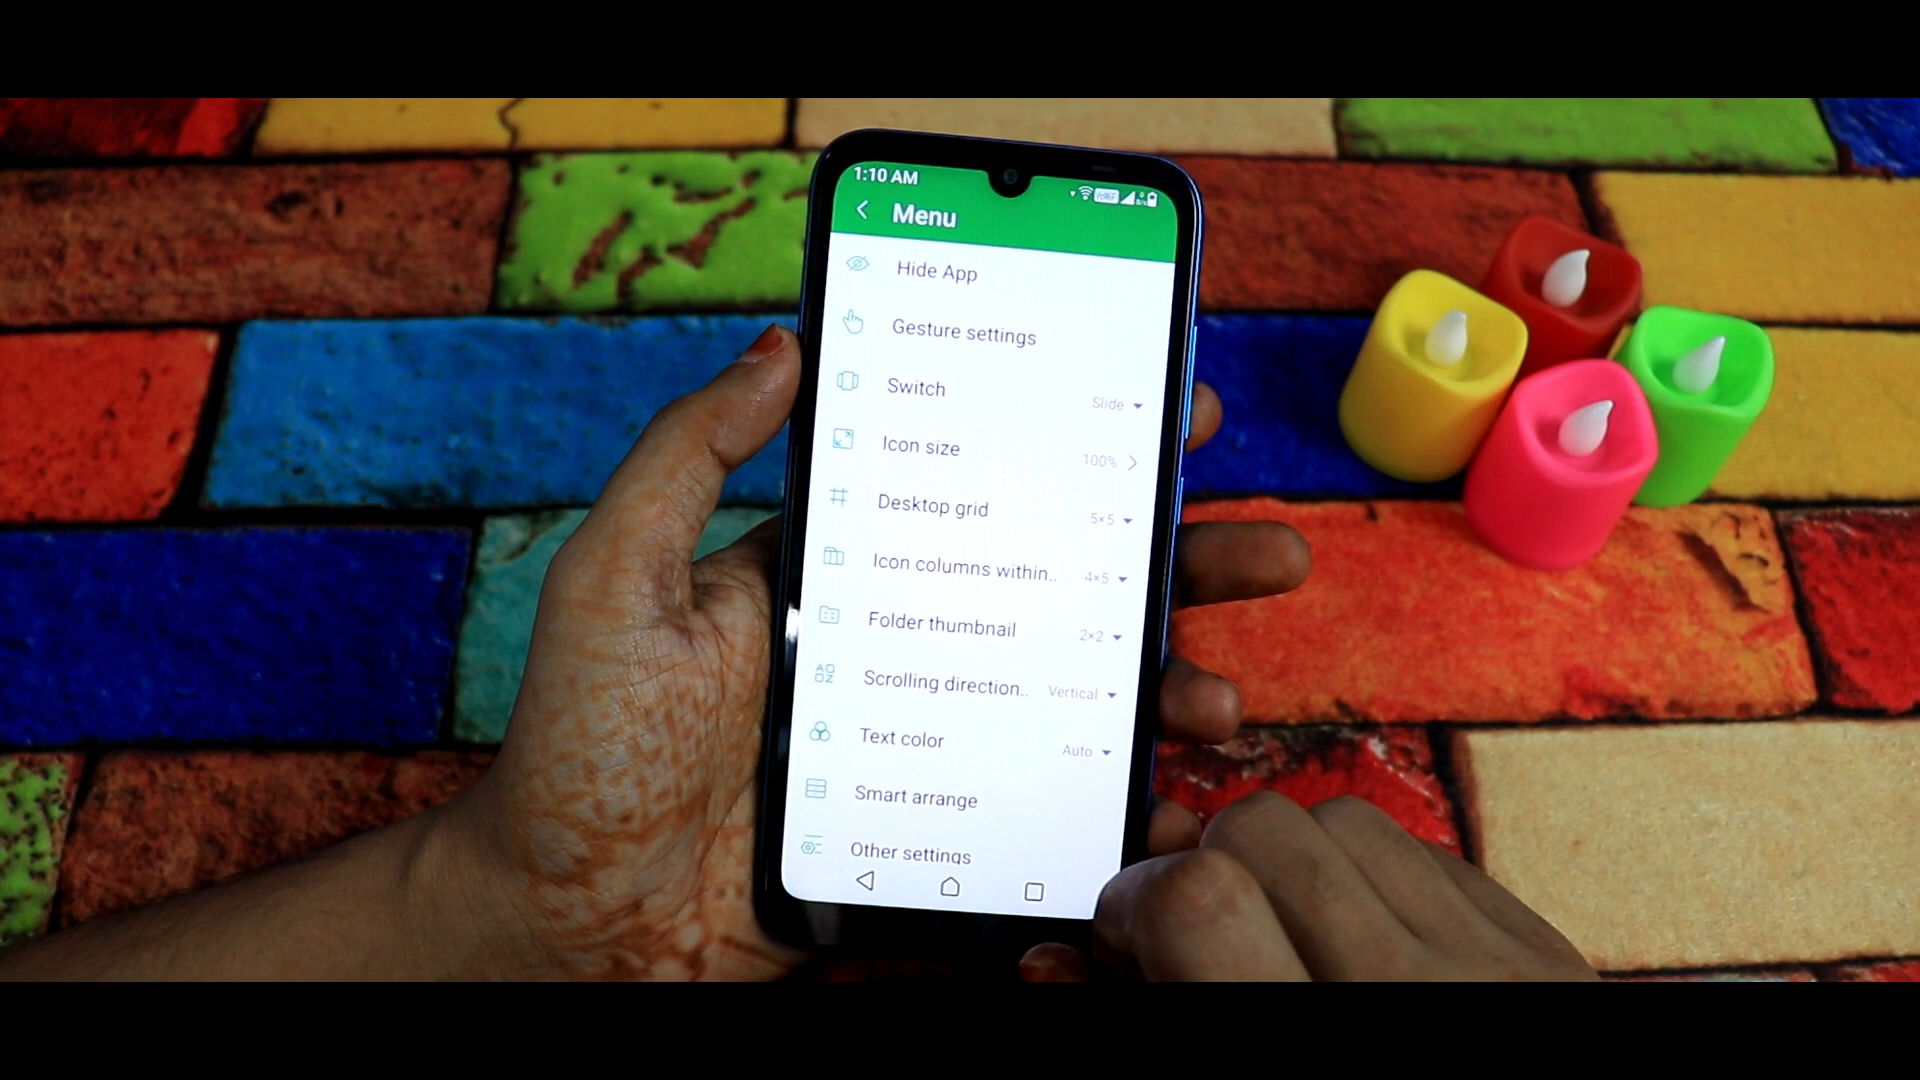 1:10 AM
Menu
Hide App
Gesture settings
Switch Slide
Icon size 100%
Desktop grid 5×5
Icon columns within.. 4×5
Folder thumbnail 2×2
Scrolling direction.. Vertical
Text color Auto
Smart arrange
Other settings